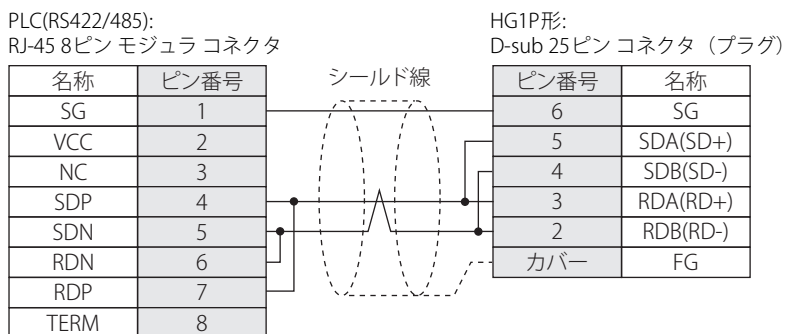 PLC(RS422/485):
RJ-45 8ピン モジュラ コネクタ
名称 ピン番号
SG 1
VCC 2
NC 3
SDP 4
SDN 5
RDN 6
RDP 7
TERM 8
シールド線
HG1P形:
D-sub 25ピン コネクタ（プラグ）
ピン番号 名称
6 SG
5 SDA(SD+)
4 SDB(SD-)
3 RDA(RD+)
2 RDB(RD-)
カバー FG